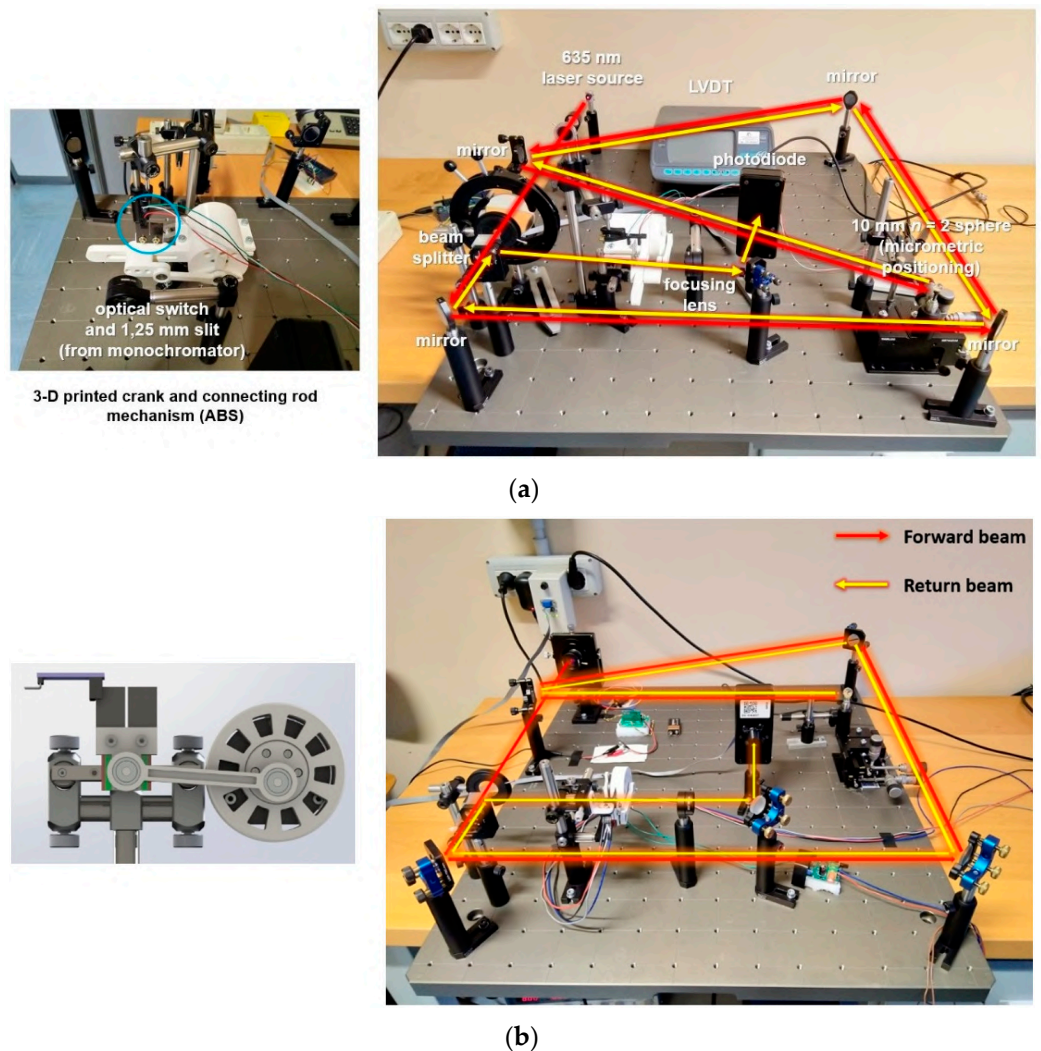 635 nm
laser source
LVDT
mirror
mirror
photodiode
10 mm n = 2 sphere
(micrometric
positioning)
beam
splitter
focusing
lens
optical switch
and 1,25 mm slit
(from monochromator)
mirror
mirror
3-D printed crank and connecting rod
mechanism (ABS)
(a)
Forward beam
Return beam
(b)